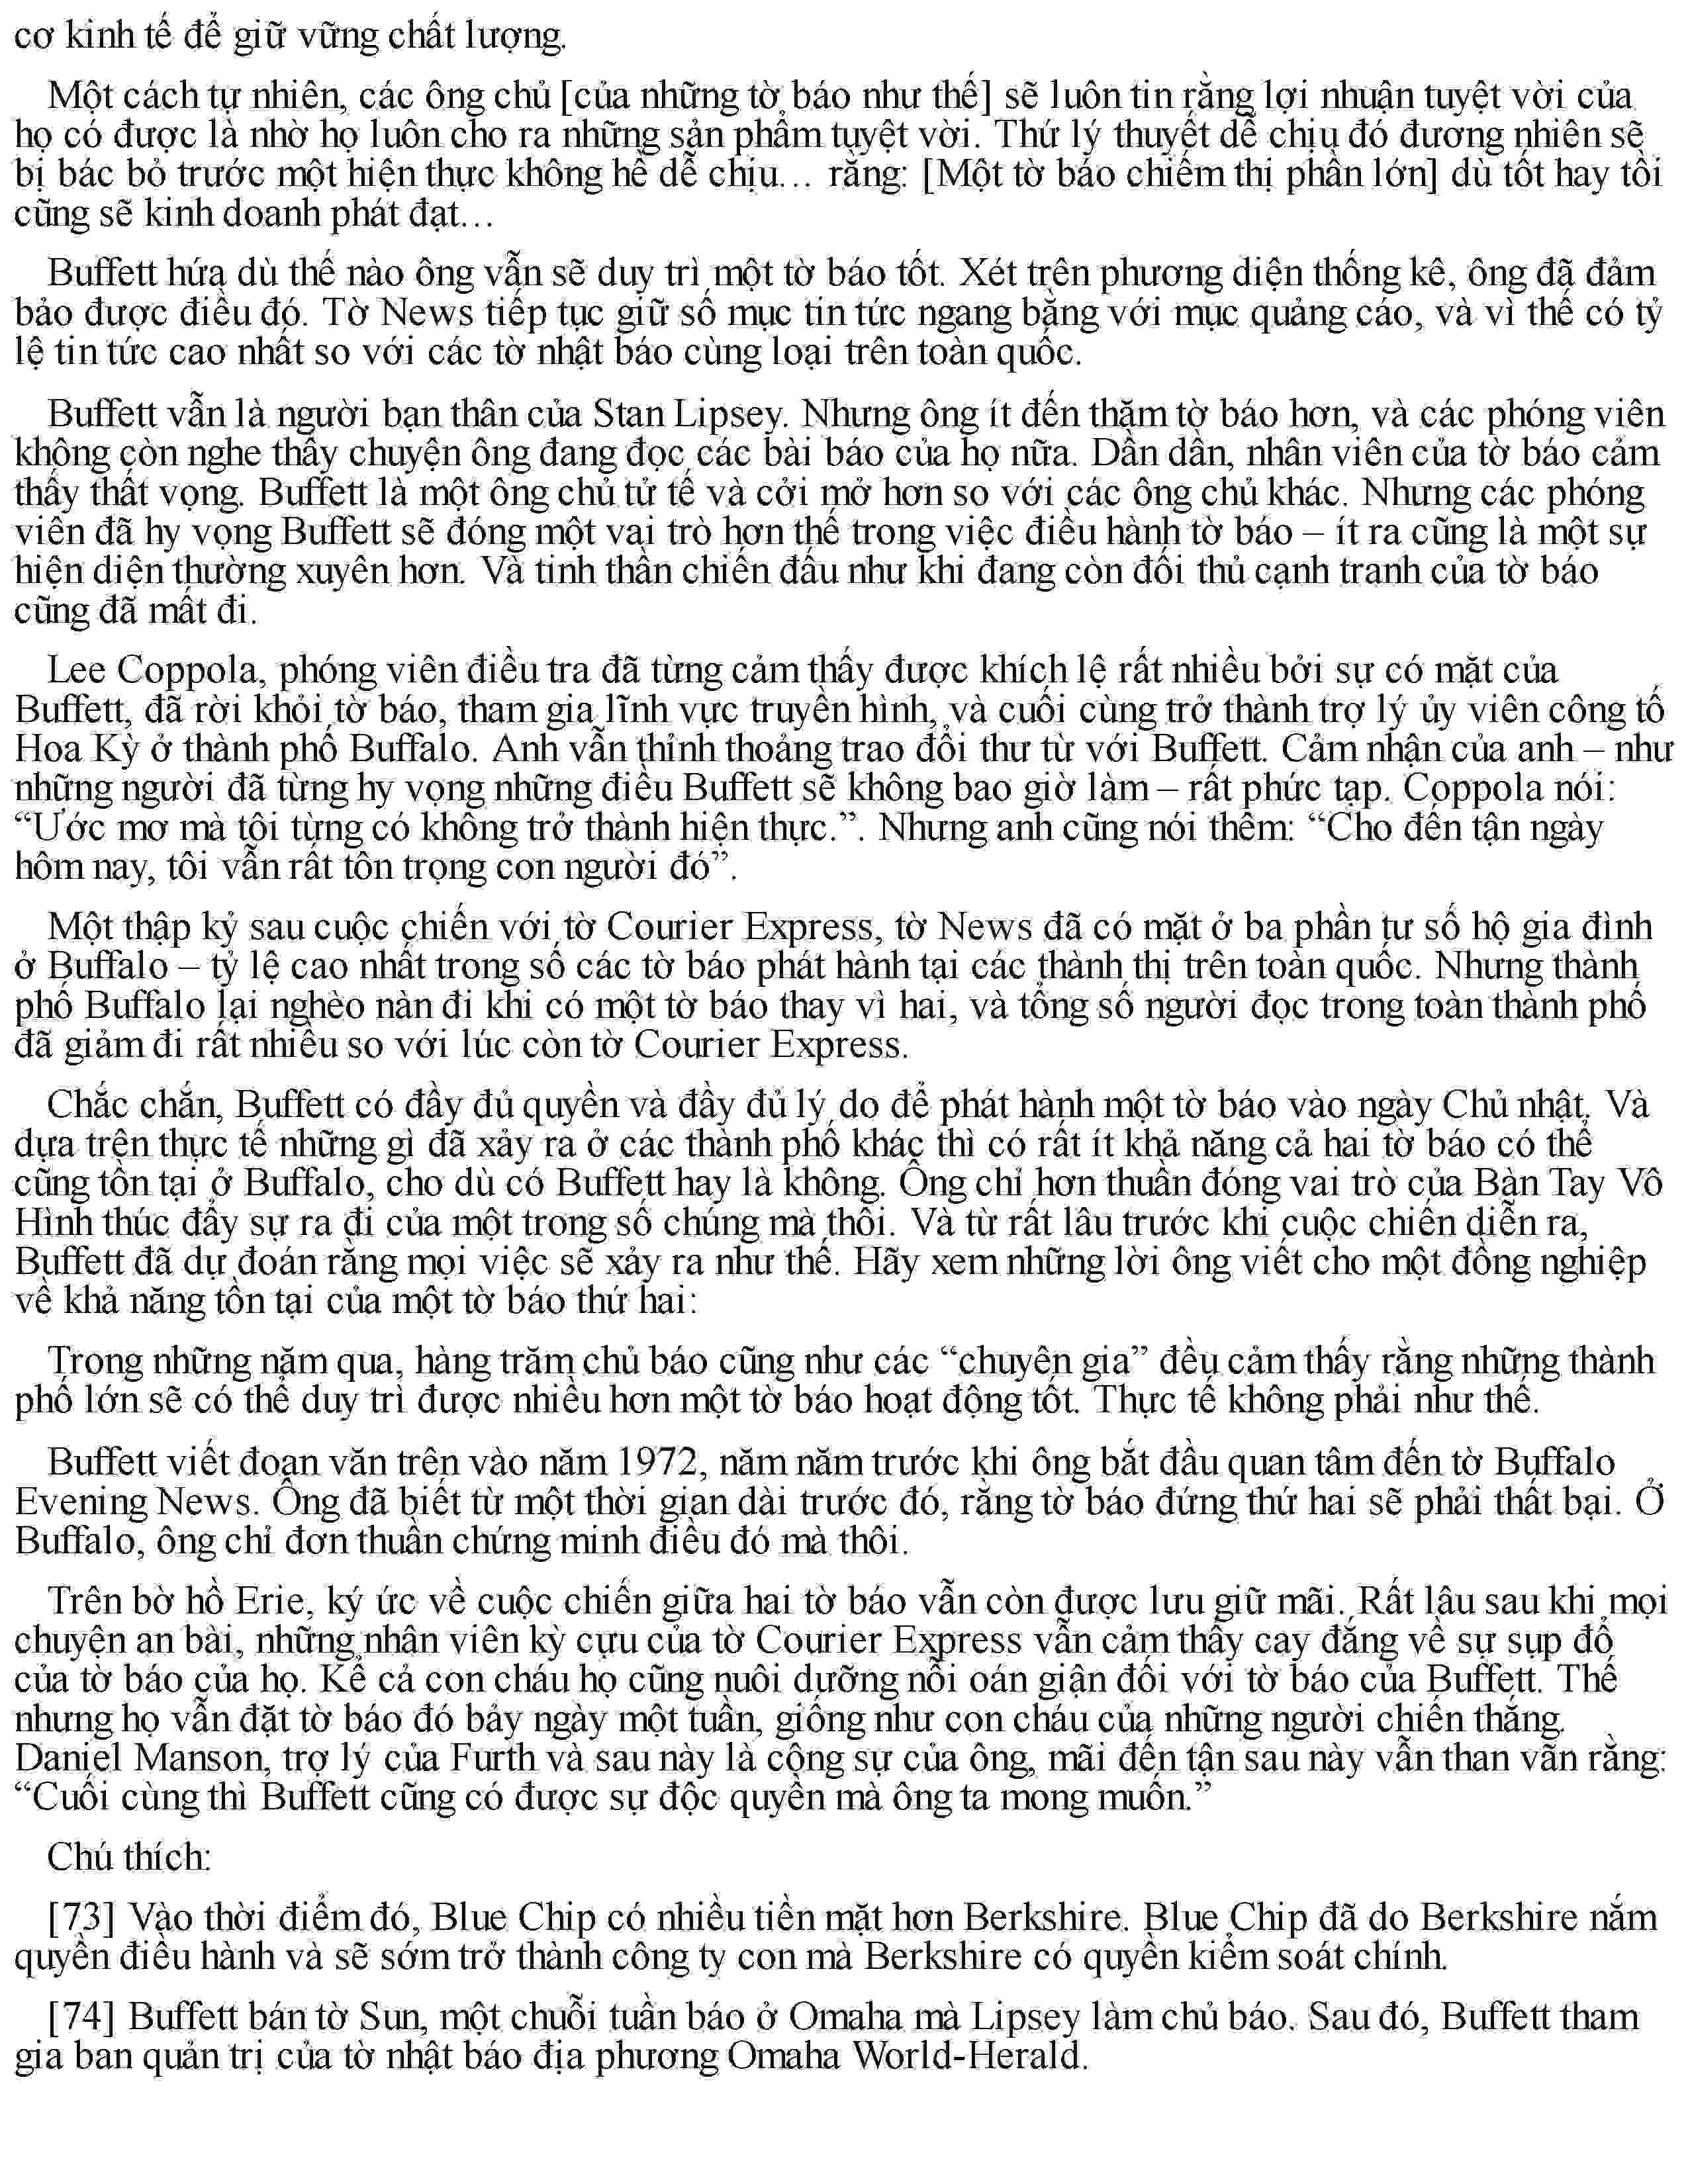 cơ kinh tế để giữ vững chất lượng.
Một cách tự nhiên, các ông chủ [của những tờ báo như thế] sẽ luôn tin rằng lợi nhuận tuyệt vời của
họ có được là nhờ họ luôn cho ra những sản phẩm tuyệt vời. Thứ lý thuyết dễ chịu đó đương nhiên sẽ
bị bác bỏ trước một hiện thực không hề dễ chịu… rằng: [Một tờ báo chiếm thị phần lớn] dù tốt hay tồi
cũng sẽ kinh doanh phát đạt…
Buffett hứa dù thế nào ông vẫn sẽ duy trì một tờ báo tốt. Xét trên phương diện thống kê, ông đã đảm
bảo được điều đó. Tờ News tiếp tục giữ số mục tin tức ngang bằng với mục quảng cáo, và vì thế có tỷ
lệ tin tức cao nhất so với các tờ nhật báo cùng loại trên toàn quốc.
Buffett vẫn là người bạn thân của Stan Lipsey. Nhưng ông ít đến thăm tờ báo hơn, và các phóng viên
không còn nghe thấy chuyện ông đang đọc các bài báo của họ nữa. Dần dần, nhân viên của tờ báo cảm
thấy thất vọng. Buffett là một ông chủ tử tế và cởi mở hơn so với các ông chủ khác. Nhưng các phóng
viên đã hy vọng Buffett sẽ đóng một vai trò hơn thế trong việc điều hành tờ báo – ít ra cũng là một sự
hiện diện thường xuyên hơn. Và tinh thần chiến đấu như khi đang còn đối thủ cạnh tranh của tờ báo
cũng đã mất đi.
Lee Coppola, phóng viên điều tra đã từng cảm thấy được khích lệ rất nhiều bởi sự có mặt của
Buffett, đã rời khỏi tờ báo, tham gia lĩnh vực truyền hình, và cuối cùng trở thành trợ lý ủy viên công tố
Hoa Kỳ ở thành phố Buffalo. Anh vẫn thỉnh thoảng trao đổi thư từ với Buffett. Cảm nhận của anh – như
những người đã từng hy vọng những điều Buffett sẽ không bao giờ làm – rất phức tạp. Coppola nói:
“Ước mơ mà tôi từng có không trở thành hiện thực.”. Nhưng anh cũng nói thêm: “Cho đến tận ngày
hôm nay, tôi vẫn rất tôn trọng con người đó”.
Một thập kỷ sau cuộc chiến với tờ Courier Express, tờ News đã có mặt ở ba phần tư số hộ gia đình
ở Buffalo – tỷ lệ cao nhất trong số các tờ báo phát hành tại các thành thị trên toàn quốc. Nhưng thành
phố Buffalo lại nghèo nàn đi khi có một tờ báo thay vì hai, và tổng số người đọc trong toàn thành phố
đã giảm đi rất nhiều so với lúc còn tờ Courier Express.
Chắc chắn, Buffett có đầy đủ quyền và đầy đủ lý do để phát hành một tờ báo vào ngày Chủ nhật. Và
dựa trên thực tế những gì đã xảy ra ở các thành phố khác thì có rất ít khả năng cả hai tờ báo có thể
cũng tồn tại ở Buffalo, cho dù có Buffett hay là không. Ông chỉ hơn thuần đóng vai trò của Bàn Tay Vô
Hình thúc đẩy sự ra đi của một trong số chúng mà thôi. Và từ rất lâu trước khi cuộc chiến diễn ra,
Buffett đã dự đoán rằng mọi việc sẽ xảy ra như thế. Hãy xem những lời ông viết cho một đồng nghiệp
về khả năng tồn tại của một tờ báo thứ hai:
Trong những năm qua, hàng trăm chủ báo cũng như các “chuyên gia” đều cảm thấy rằng những thành
phố lớn sẽ có thể duy trì được nhiều hơn một tờ báo hoạt động tốt. Thực tế không phải như thế.
Buffett viết đoạn văn trên vào năm 1972, năm năm trước khi ông bắt đầu quan tâm đến tờ Buffalo
Evening News. Ông đã biết từ một thời gian dài trước đó, rằng tờ báo đứng thứ hai sẽ phải thất bại. Ở
Buffalo, ông chỉ đơn thuần chứng minh điều đó mà thôi.
Trên bờ hồ Erie, ký ức về cuộc chiến giữa hai tờ báo vẫn còn được lưu giữ mãi. Rất lâu sau khi mọi
chuyện an bài, những nhân viên kỳ cựu của tờ Courier Express vẫn cảm thấy cay đắng về sự sụp đổ
của tờ báo của họ. Kể cả con cháu họ cũng nuôi dưỡng nỗi oán giận đối với tờ báo của Buffett. Thế
nhưng họ vẫn đặt tờ báo đó bảy ngày một tuần, giống như con cháu của những người chiến thắng.
Daniel Manson, trợ lý của Furth và sau này là cộng sự của ông, mãi đến tận sau này vẫn than vãn rằng:
“Cuối cùng thì Buffett cũng có được sự độc quyền mà ông ta mong muốn.”
Chú thích:
[73] Vào thời điểm đó, Blue Chip có nhiều tiền mặt hơn Berkshire. Blue Chip đã do Berkshire nắm
quyền điều hành và sẽ sớm trở thành công ty con mà Berkshire có quyền kiểm soát chính.
[74] Buffett bán tờ Sun, một chuỗi tuần báo ở Omaha mà Lipsey làm chủ báo. Sau đó, Buffett tham
gia ban quản trị của tờ nhật báo địa phương Omaha World-Herald.